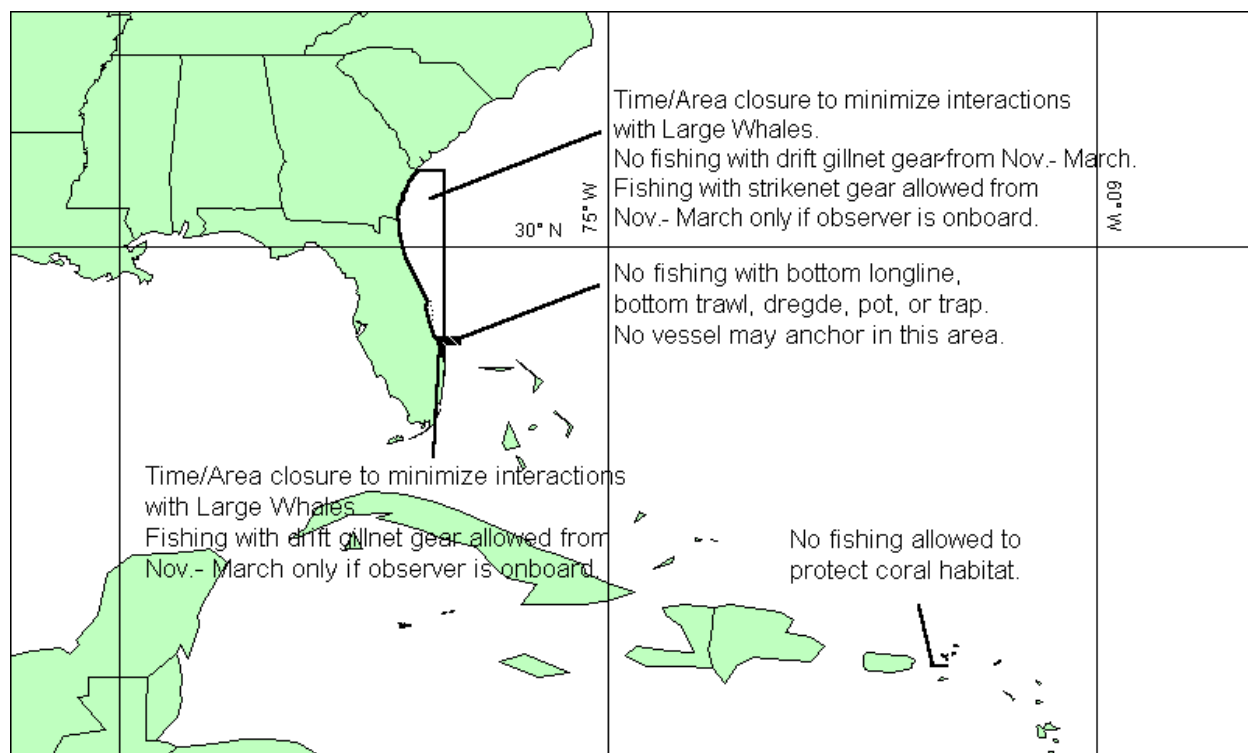 Time/Area closure to minimize interactions
with Large Whales.
No fishing with drift gillnet gear from Nov.- March.
Fishing with strikenet gear allowed from
Nov.- March only if observer is onboard.
75° W
60° W
30° N
No fishing with bottom longline,
bottom trawl, dregde, pot, or trap.
No vessel may anchor in this area.
Time/Area closure to minimize interactions
with Large Whales.
Fishing with drift gillnet gear allowed from
Nov.- March only if observer is onboard.
No fishing allowed to
protect coral habitat.